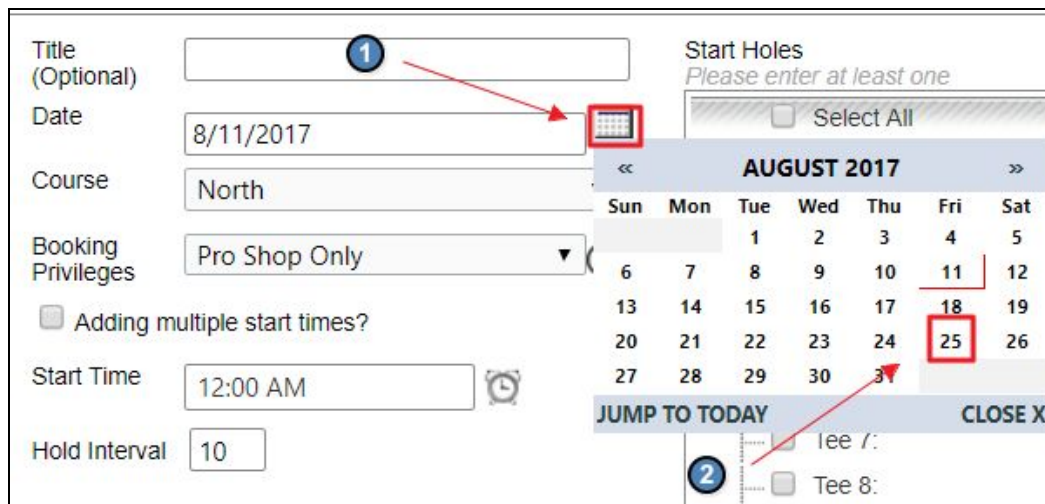 Title
(Optional)
1
Start Holes
Please enter at least one
Date
8/11/2017
Select All
Course
North
« AUGUST 2017 »
Sun Mon Tue Wed Thu Fri Sat
1 2 3 4 5
Booking
Privileges
Pro Shop Only
6 7 8 9 10 11 12
13 14 15 16 17 18 19
Adding multiple start times?
20 21 22 23 24 25 26
Start Time
12:00 AM
27 28 29 30 31
JUMP TO TODAY CLOSE X
Hold Interval
10
Tee 7:
2
Tee 8: